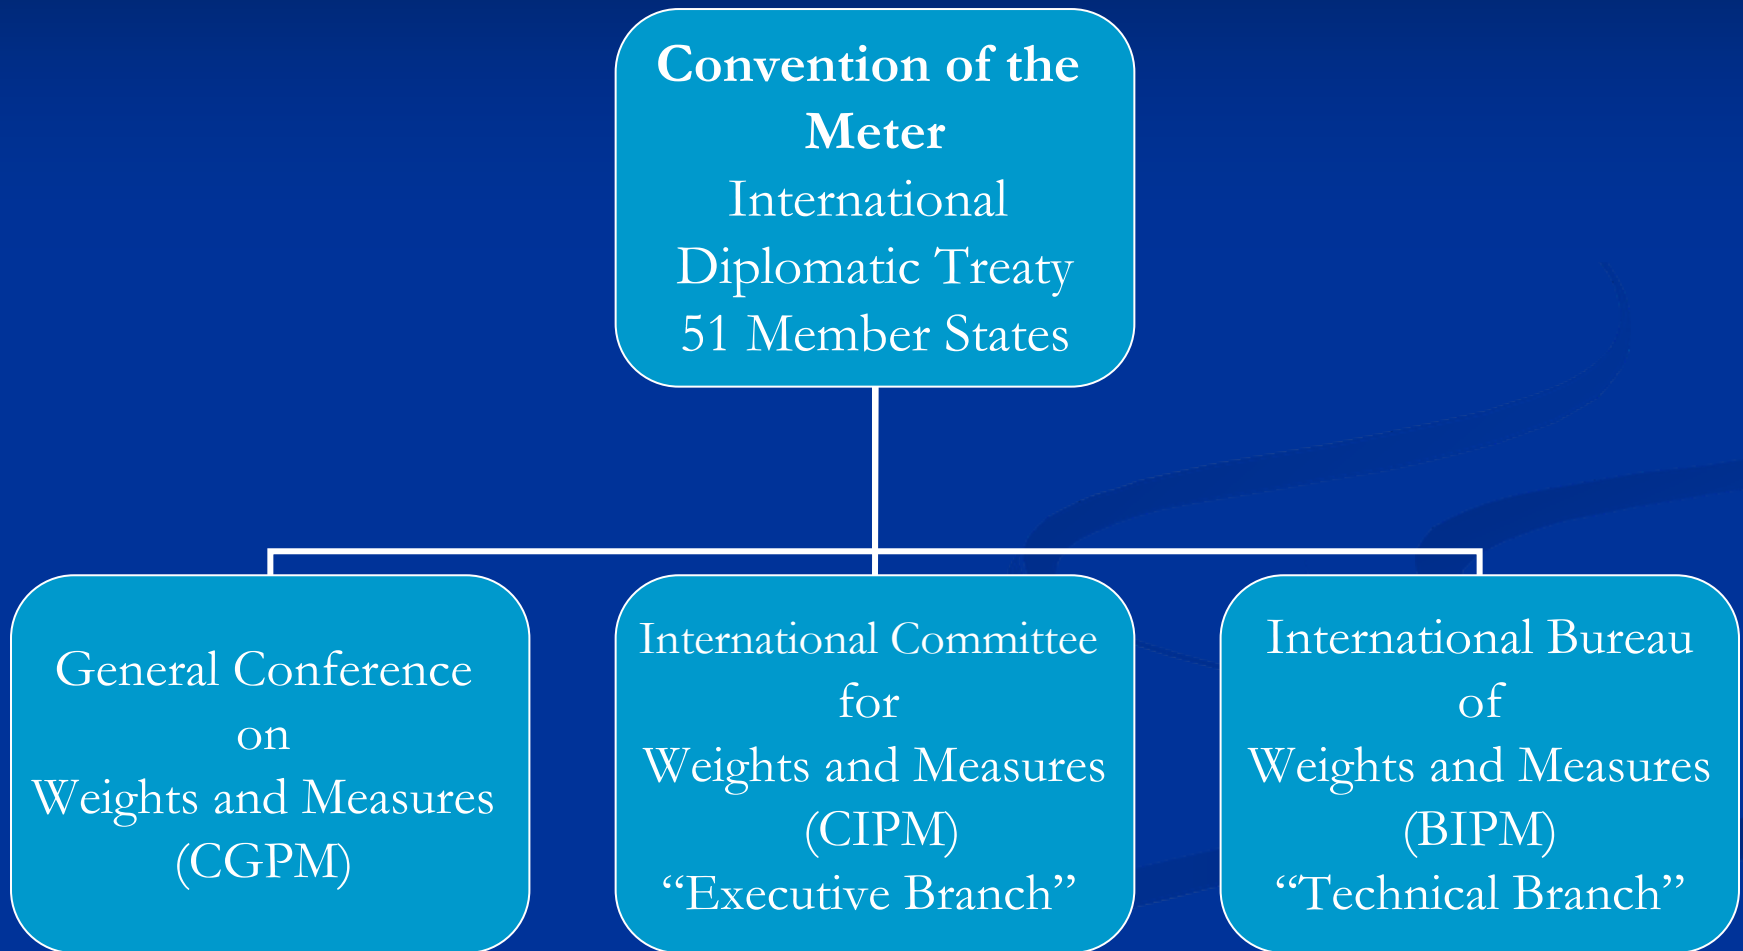 Convention of the
Meter
International
Diplomatic Treaty
51 Member States
General Conference
on
Weights and Measures
(CGPM)
International Committee
for
Weights and Measures
(CIPM)
“Executive Branch”
International Bureau
of
Weights and Measures
(BIPM)
“Technical Branch”